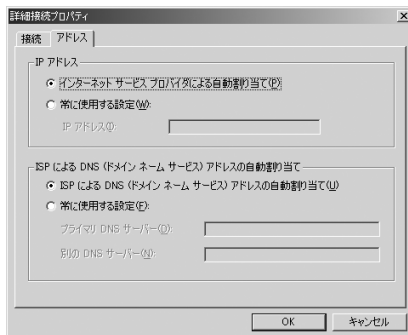 詳細接続プロパティ
接続 アドレス
IP アドレス
インターネット サービス プロバイダによる自動割り当て(P)
常に使用する設定(W):
IP アドレス(I):
ISP による DNS (ドメイン ネーム サービス) アドレスの自動割り当て
ISP による DNS (ドメイン ネーム サービス) アドレスの自動割り当て(U)
常に使用する設定(E):
プライマリ DNS サーバー(D):
別の DNS サーバー(N):
OK キャンセル